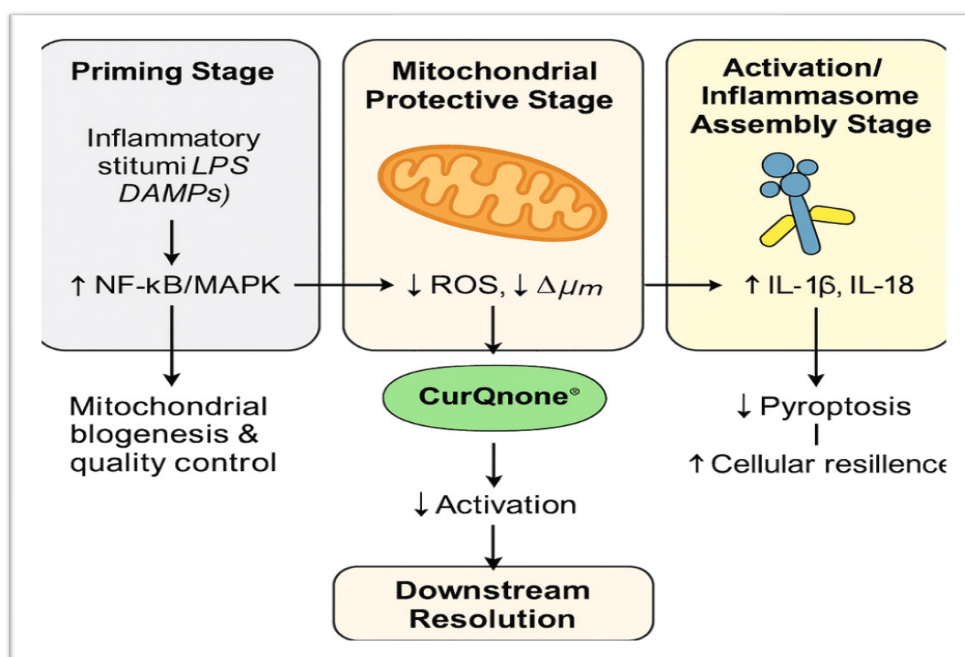 Priming Stage
Inflammatory
stitumi LPS
DAMPs)
↑ NF-kB/MAPK
Mitochondrial
blogenesis &
quality control
Mitochondrial
Protective Stage
↓ ROS, ↓ Δμm
CurQnone®
↓ Activation
Downstream
Resolution
Activation/
Inflammasome
Assembly Stage
↑ IL-1β, IL-18
↓ Pyroptosis
↑ Cellular resillence